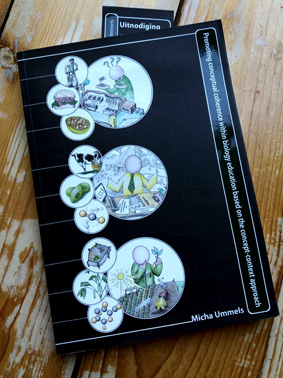 Uitnodiging
Promoting conceptual coherence within biology education based on the concept-context approach
Micha Ummels